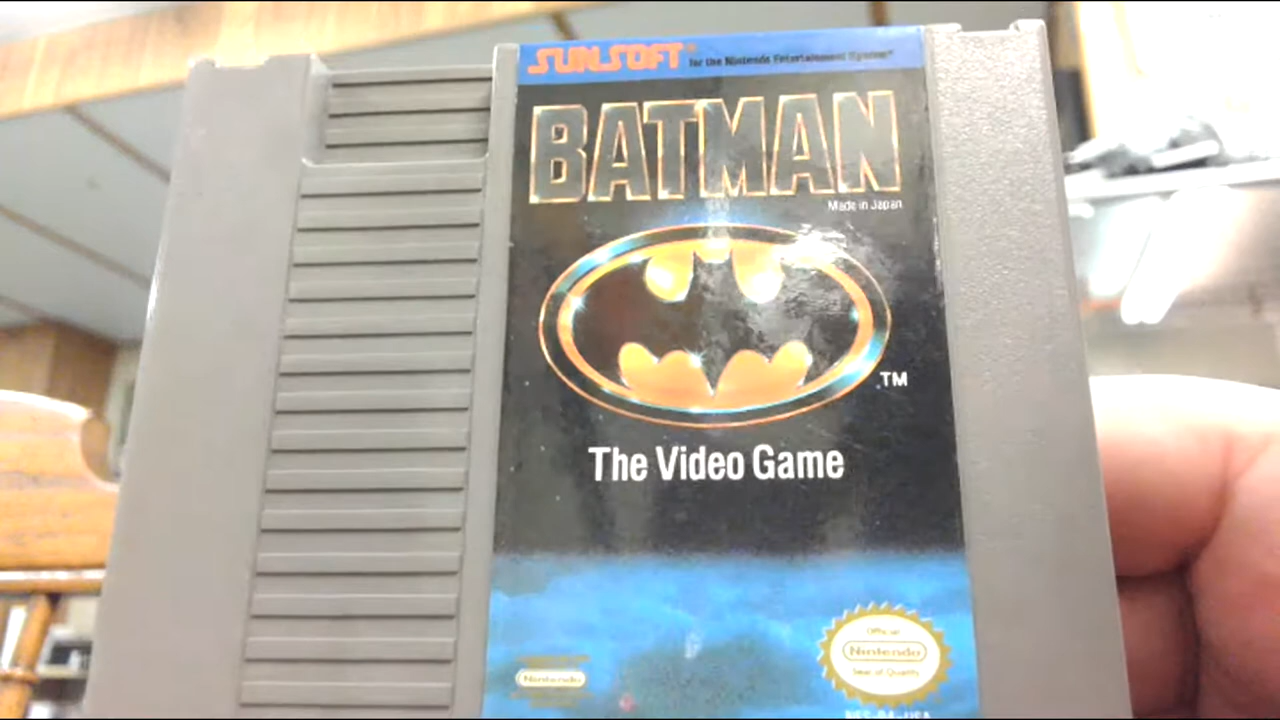 SUNSOFT® for the Nintendo Entertainment System®
BATMAN
Made in Japan
TM
The Video Game
Official
Nintendo
Seal of Quality
Nintendo